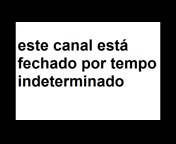 este canal está
fechado por tempo
indeterminado